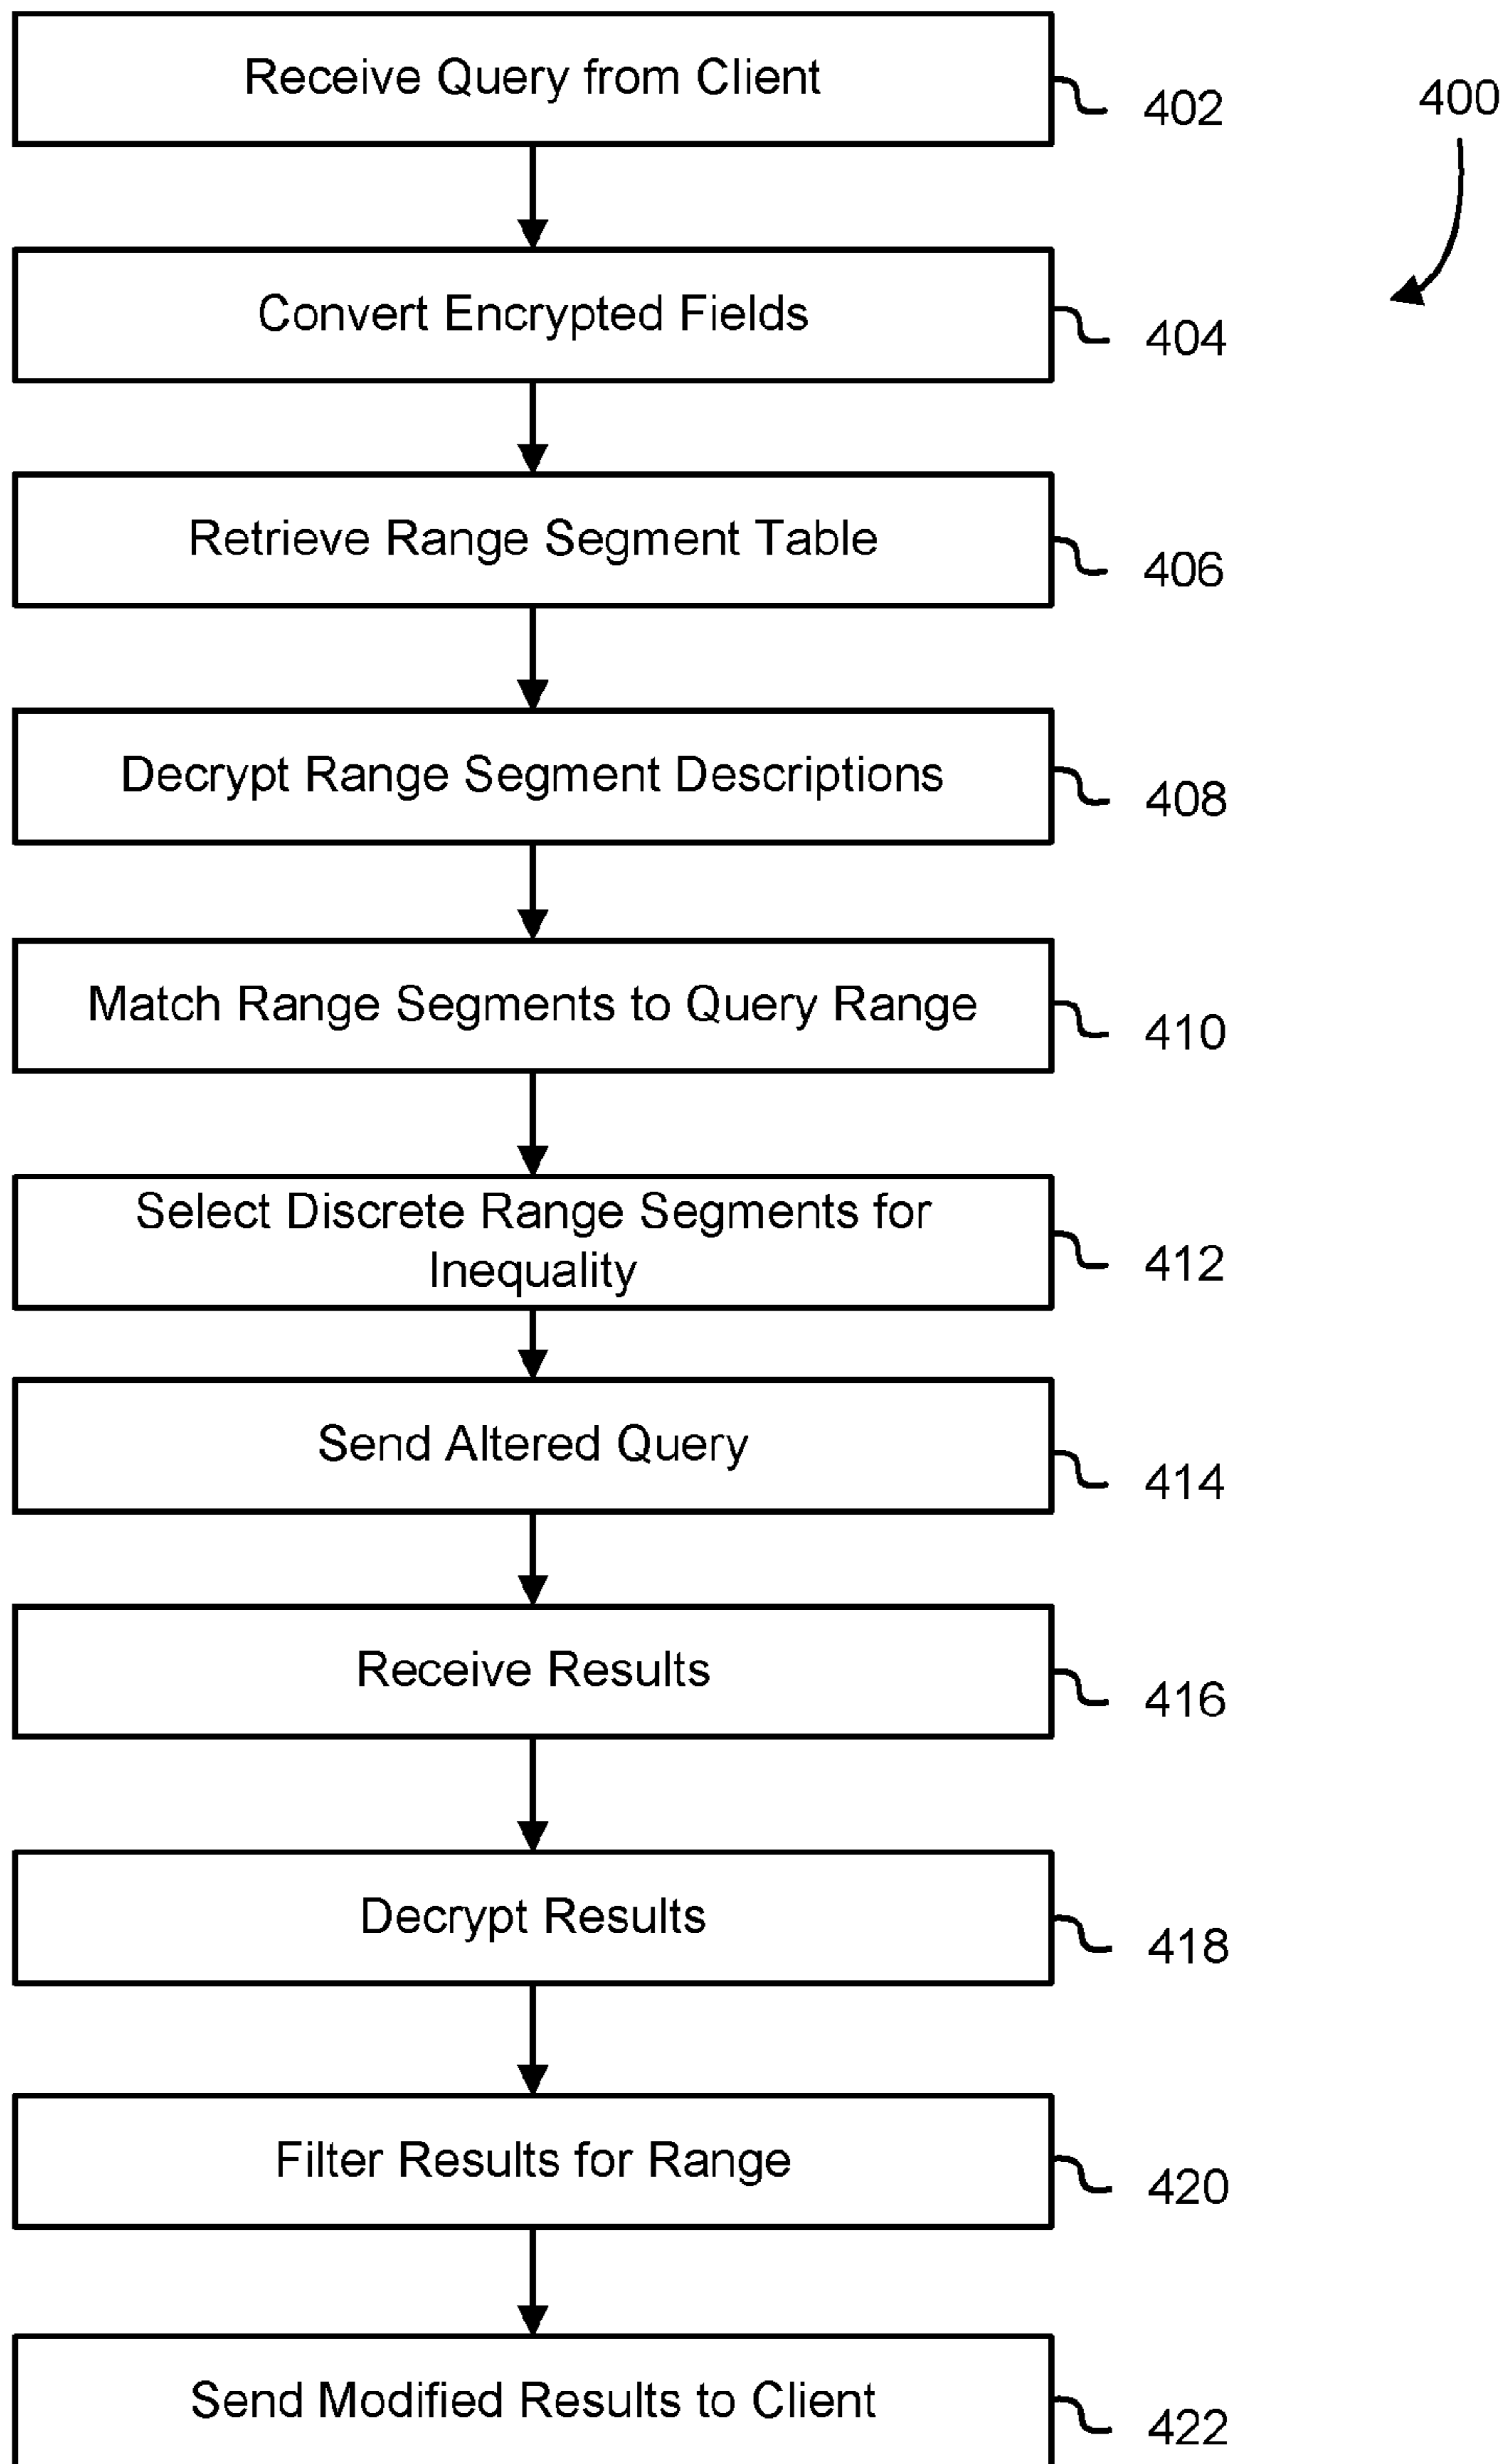 Receive Query from Client
402
400
Convert Encrypted Fields
404
Retrieve Range Segment Table
406
Decrypt Range Segment Descriptions
408
Match Range Segments to Query Range
410
Select Discrete Range Segments for
Inequality
412
Send Altered Query
414
Receive Results
416
Decrypt Results
418
Filter Results for Range
420
Send Modified Results to Client
422